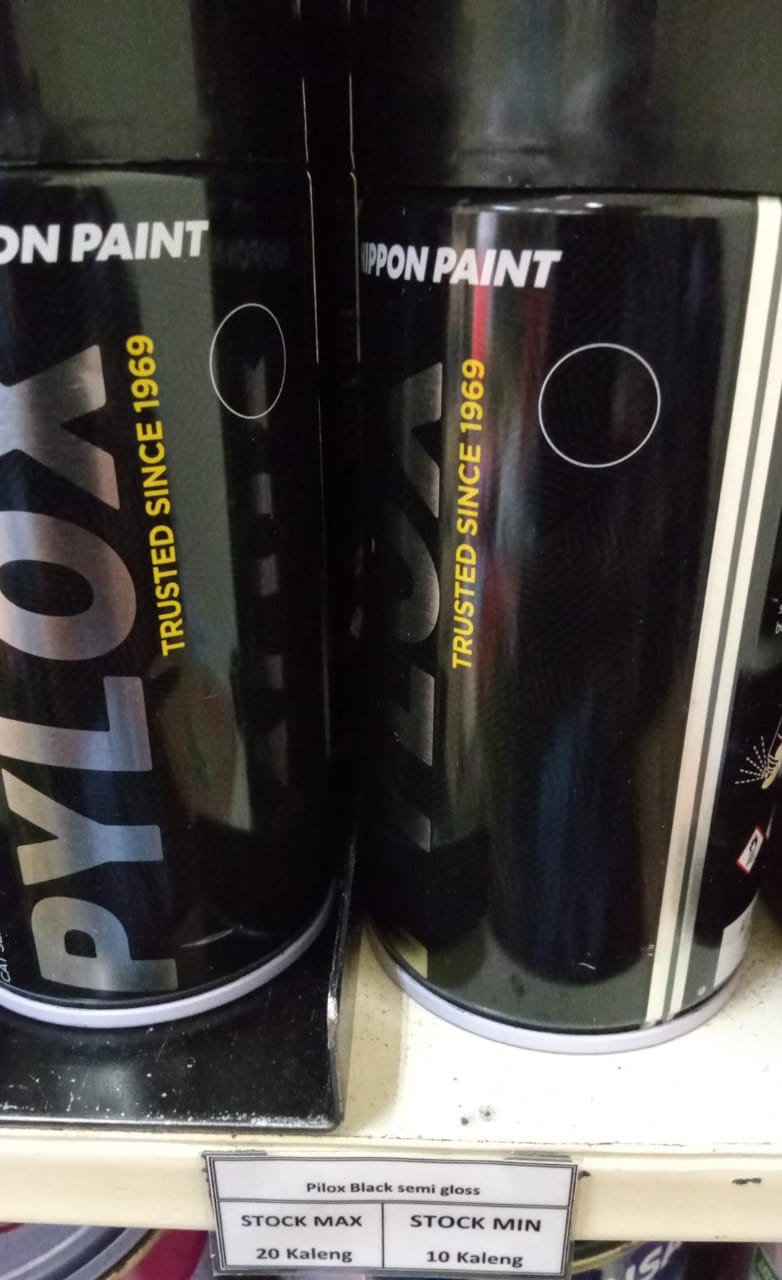 ON PAINT
PYLOX
TRUSTED SINCE 1969
IPPON PAINT
YLOX
TRUSTED SINCE 1969
Pilox Black semi gloss
STOCK MAX
20 Kaleng
STOCK MIN
10 Kaleng